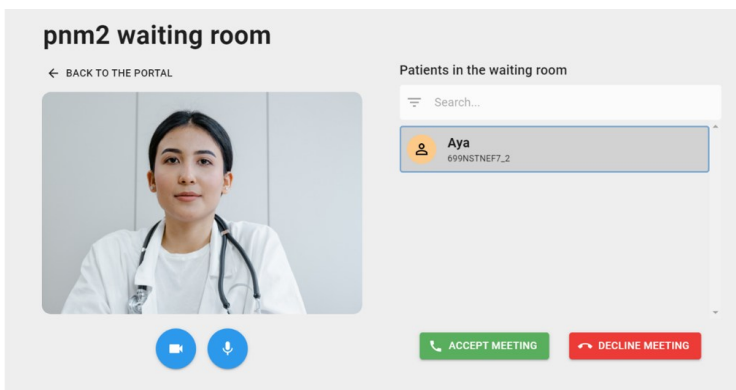 pnm2 waiting room
BACK TO THE PORTAL
Patients in the waiting room
Search...
Aya
699NSTNEF7_2
ACCEPT MEETING
DECLINE MEETING